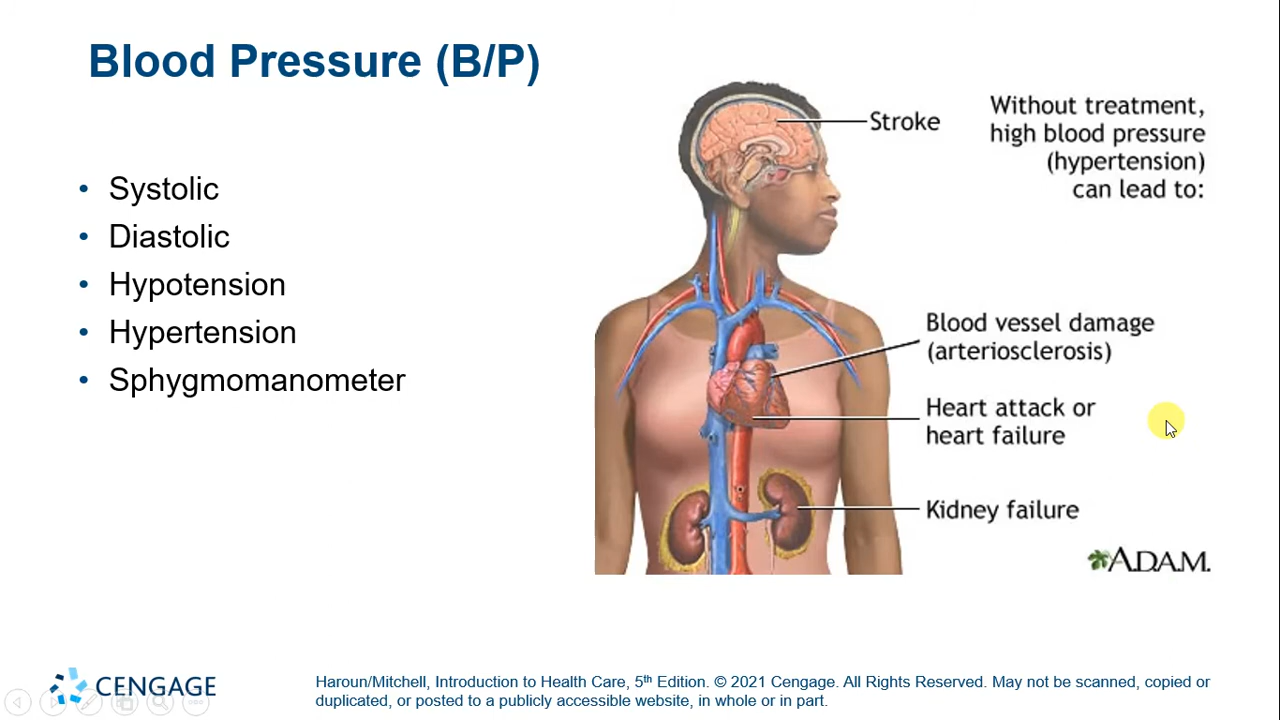 Blood Pressure (B/P)
• Systolic
• Diastolic
• Hypotension
• Hypertension
• Sphygmomanometer
Stroke
Without treatment,
high blood pressure
(hypertension)
can lead to:
Blood vessel damage
(arteriosclerosis)
Heart attack or
heart failure
Kidney failure
A.D.A.M.
CENGAGE
Haroun/Mitchell, Introduction to Health Care, 5th Edition. © 2021 Cengage. All Rights Reserved. May not be scanned, copied or
duplicated, or posted to a publicly accessible website, in whole or in part.